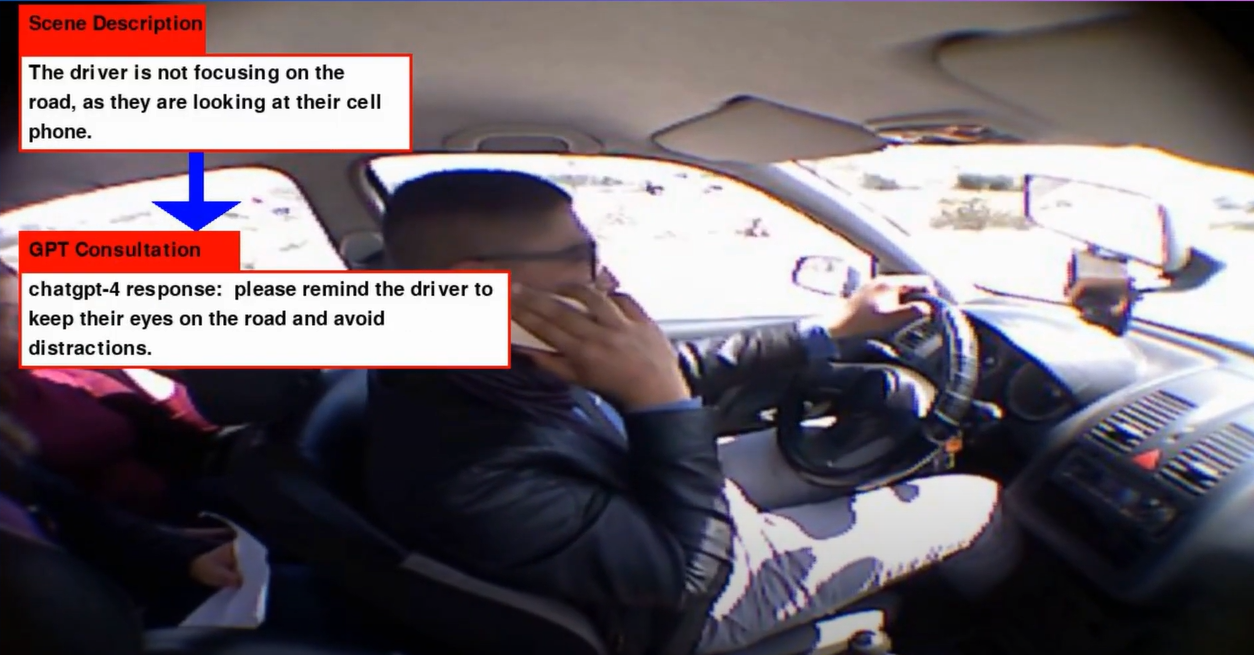 Scene Description
The driver is not focusing on the
road, as they are looking at their cell
phone.
GPT Consultation
chatgpt-4 response: please remind the driver to
keep their eyes on the road and avoid
distractions.